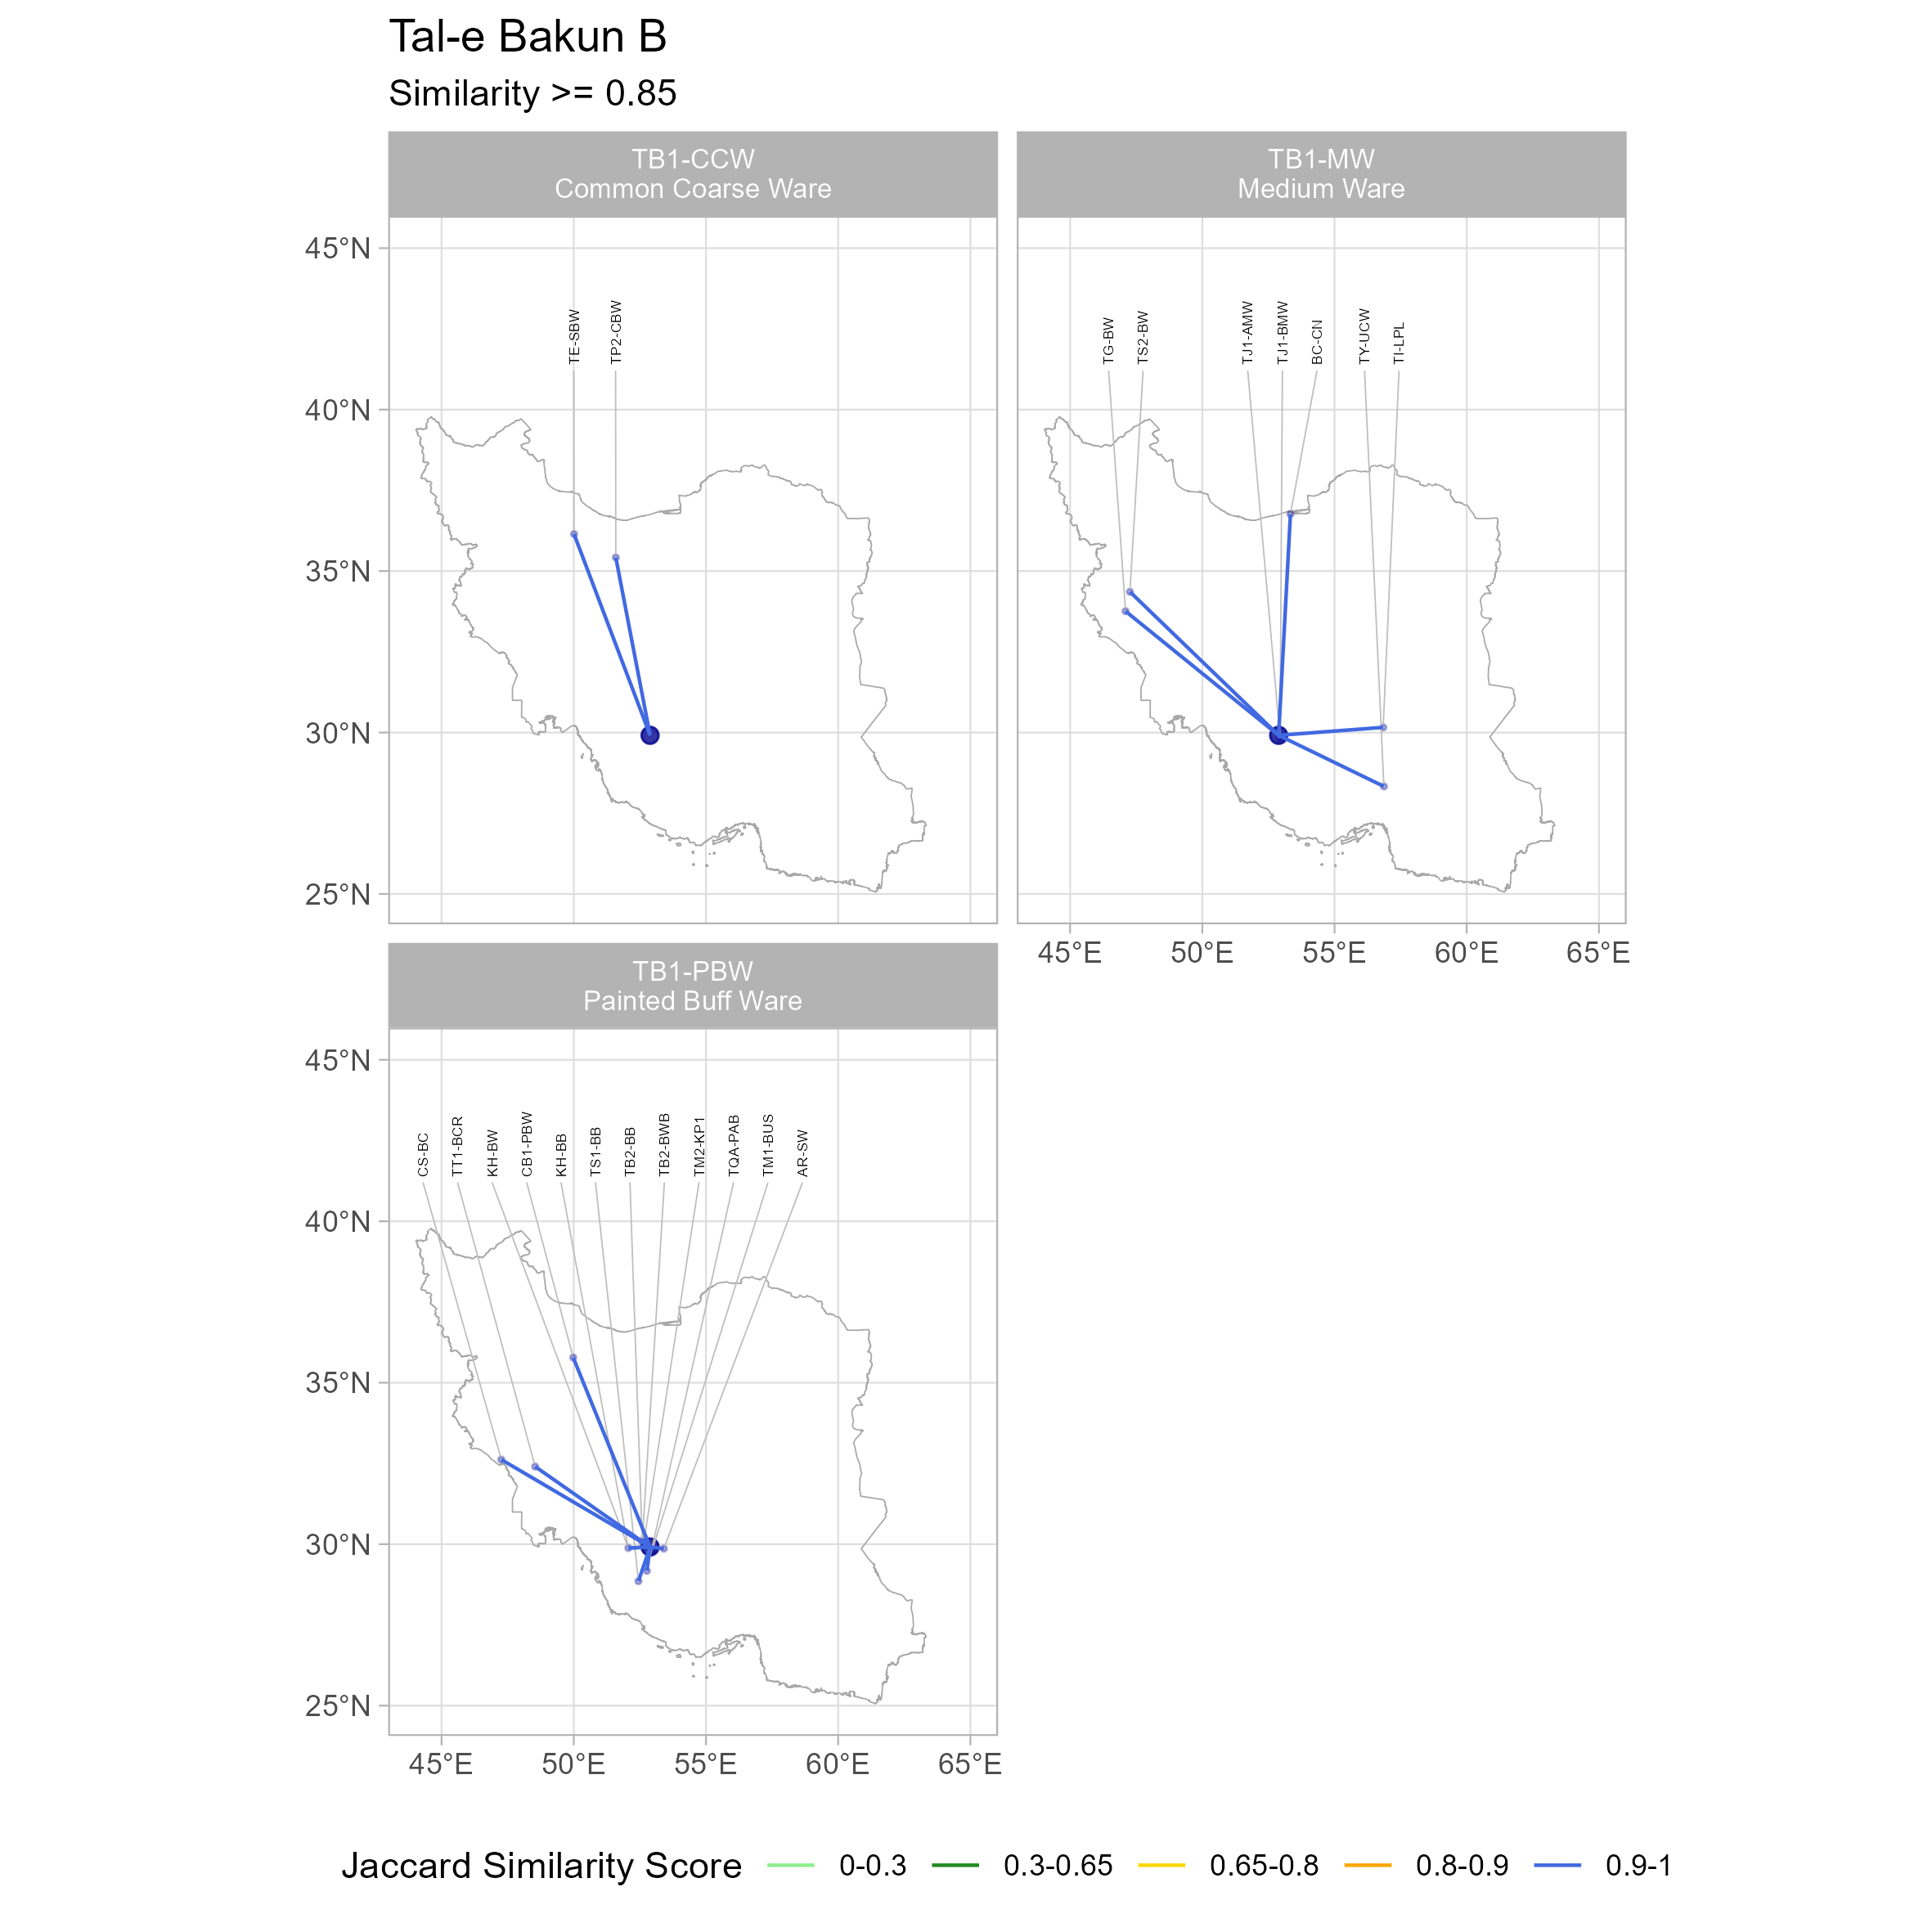 Tal-e Bakun B
Similarity >= 0.85
TB1-CCW
Common Coarse Ware
TB1-MW
Medium Ware
45°N
40°N
35°N
30°N
25°N
TE-SBW
TP2-CBW
TG-BW
TS2-BW
TJ1-AMW
TJ1-BMW
BC-CN
TY-UCW
TI-LPL
45°E
50°E
55°E
60°E
65°E
TB1-PBW
Painted Buff Ware
45°N
40°N
35°N
30°N
25°N
CS-BC
TT1-BCR
KH-BW
CB1-PBW
KH-BB
TS1-BB
TB2-BB
TB2-BWB
TM2-KP1
TQA-PAB
TM1-BUS
AR-SW
45°E
50°E
55°E
60°E
65°E
Jaccard Similarity Score
0-0.3
0.3-0.65
0.65-0.8
0.8-0.9
0.9-1